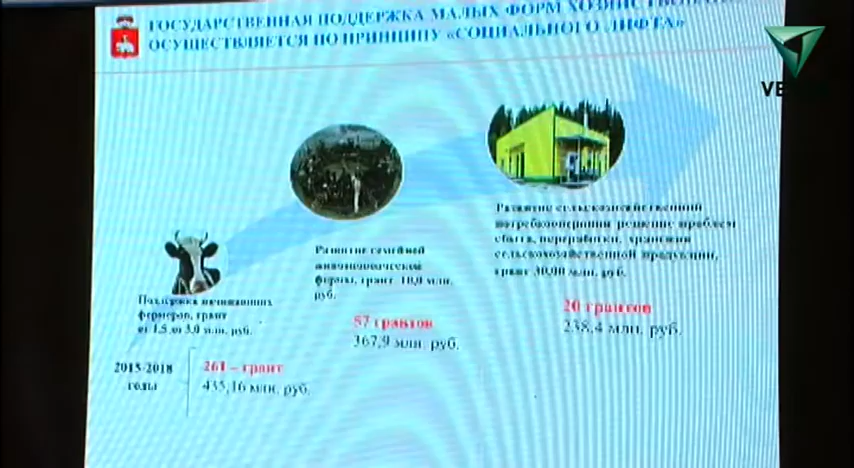 ГОСУДАРСТВЕННАЯ ПОДДЕРЖКА МАЛЫХ ФОРМ
ОСУЩЕСТВЛЯЕТСЯ ПО ПРИНЦИПУ «СОЦИАЛЬНОГО ЛИФТА»
VE
Развитие сельскохозяйственной
потребкооперации решение проблем
сбыта, переработки, хранения
сельскохозяйственной продукции,
грант 30,00 млн. руб.
20 грантов
238,4 млн. руб.
Развитие семейной
животноводческой
фермы, грант 10,0 млн.
руб.
57 грантов
367,9 млн. руб.
Поддержка начинающих
фермеров, грант
от 1,5 до 3,0 млн. руб.
2015-2018
годы
261 – грант
435,16 млн. руб.